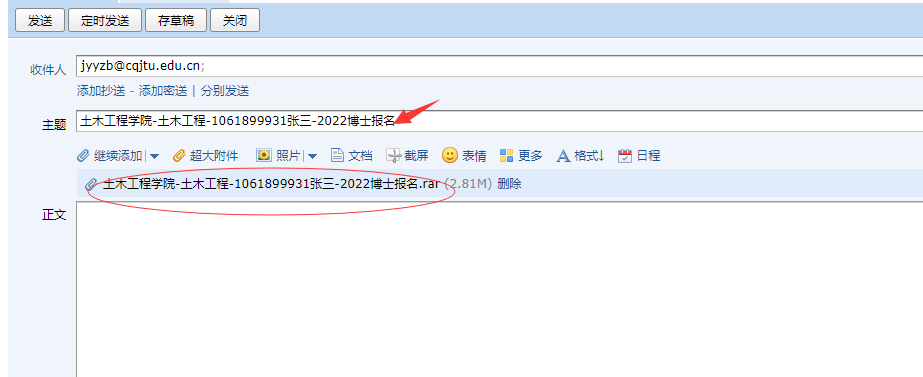 发送 定时发送 存草稿 关闭
收件人 jyyzb@cqjtu.edu.cn;
添加抄送 - 添加密送 | 分别发送
主题 土木工程学院-土木工程-1061899931张三-2022博士报名
继续添加 | 超大附件 照片 | 文档 截屏 表情 更多 格式↓ 日程
土木工程学院-土木工程-1061899931张三-2022博士报名.rar (2.81M) 删除
正文